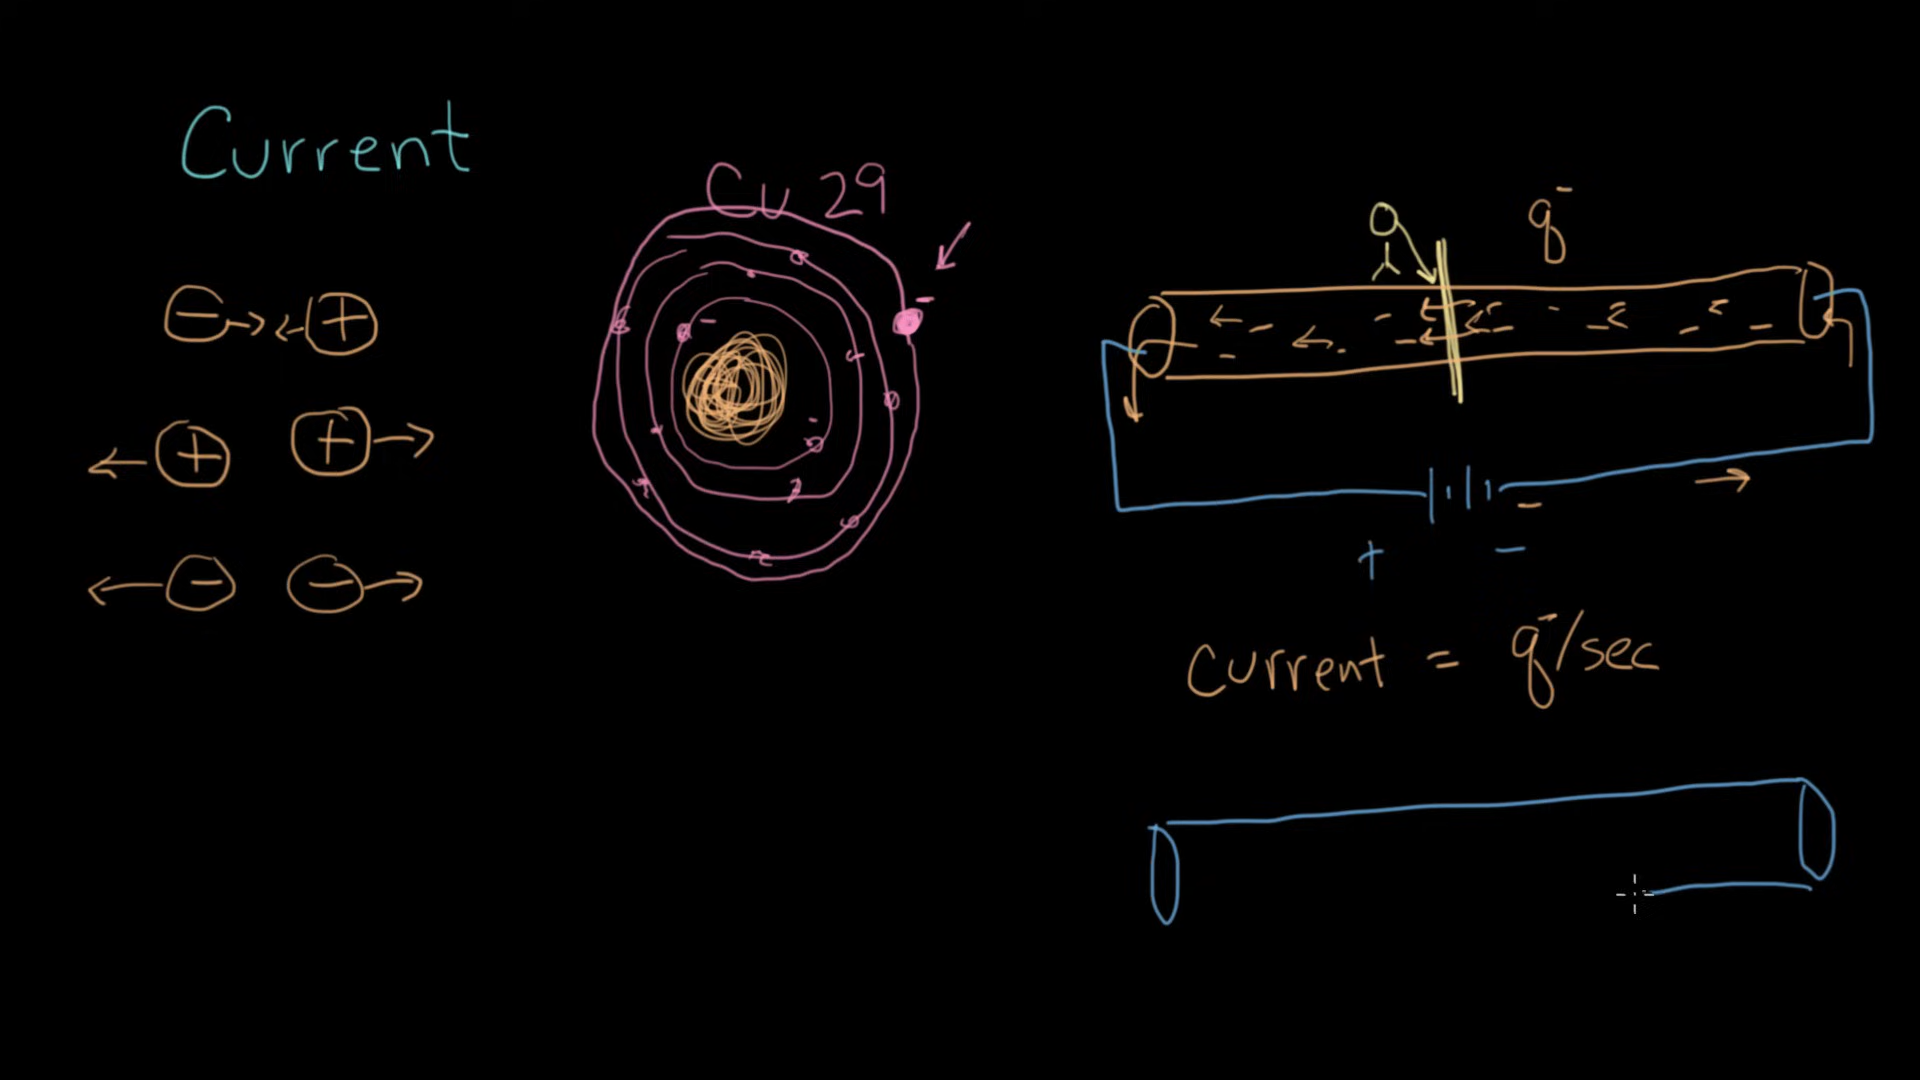 Current
Cu 29
q⁻
- +
+ +
- -
+ -
Current = q⁻/sec